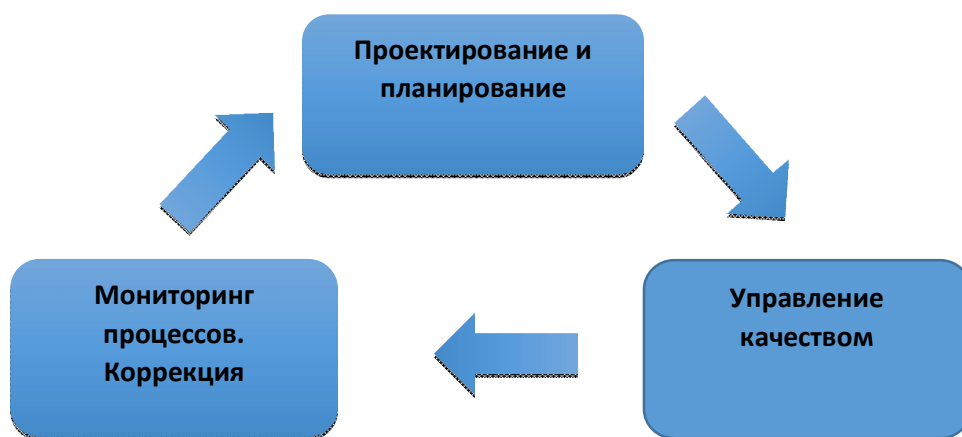 Проектирование и
планирование
Управление
качеством
Мониторинг
процессов.
Коррекция